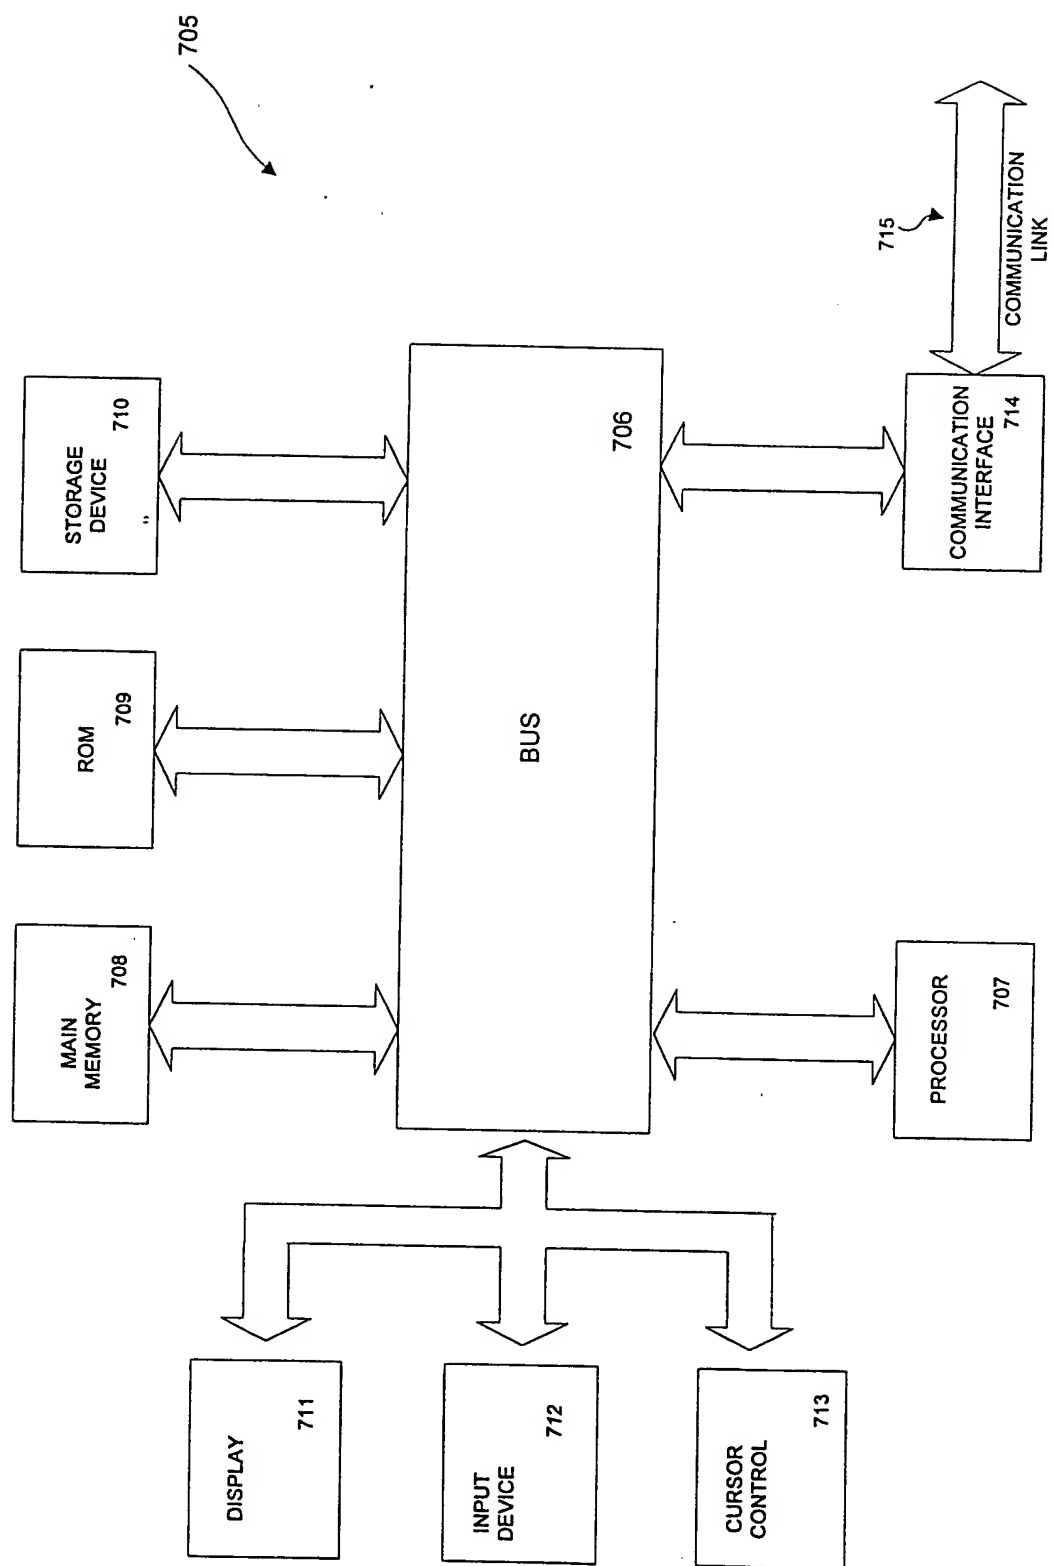 705
MAIN
MEMORY
708
ROM
709
STORAGE
DEVICE
710
DISPLAY
711
INPUT
DEVICE
712
CURSOR
CONTROL
713
BUS
706
PROCESSOR
707
COMMUNICATION
INTERFACE
714
715
COMMUNICATION
LINK